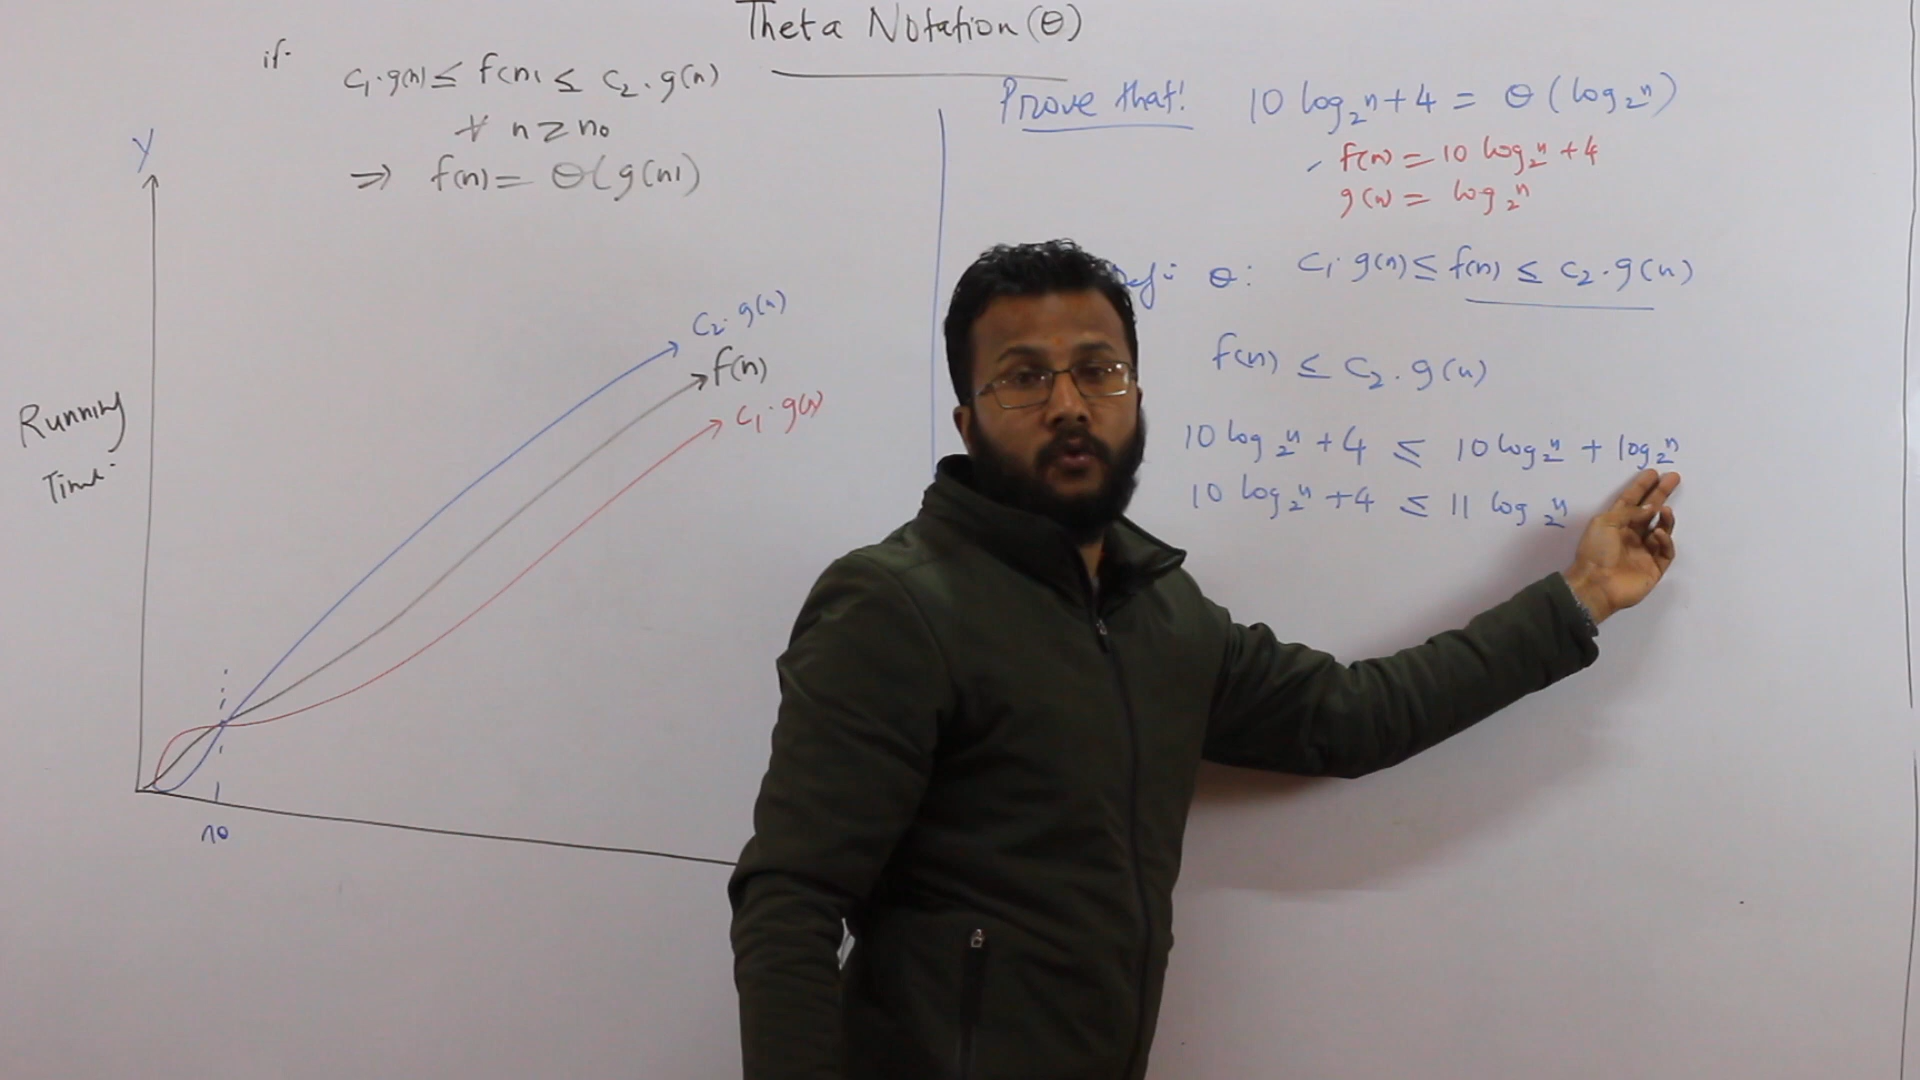 Theta Notation (θ)
if
c₁·g(n) ≤ f(n) ≤ c₂·g(n)
∀ n ≥ n₀
⇒ f(n) = θ(g(n))
Y
Running
Time
c₂·g(n)
f(n)
c₁·g(n)
n₀
Prove that! 10 log₂ⁿ + 4 = θ(log₂ⁿ)
f(n) = 10 log₂ⁿ + 4
g(n) = log₂ⁿ
θ: c₁·g(n) ≤ f(n) ≤ c₂·g(n)
f(n) ≤ c₂·g(n)
10 log₂ⁿ + 4 ≤ 10 log₂ⁿ + log₂ⁿ
10 log₂ⁿ + 4 ≤ 11 log₂ⁿ